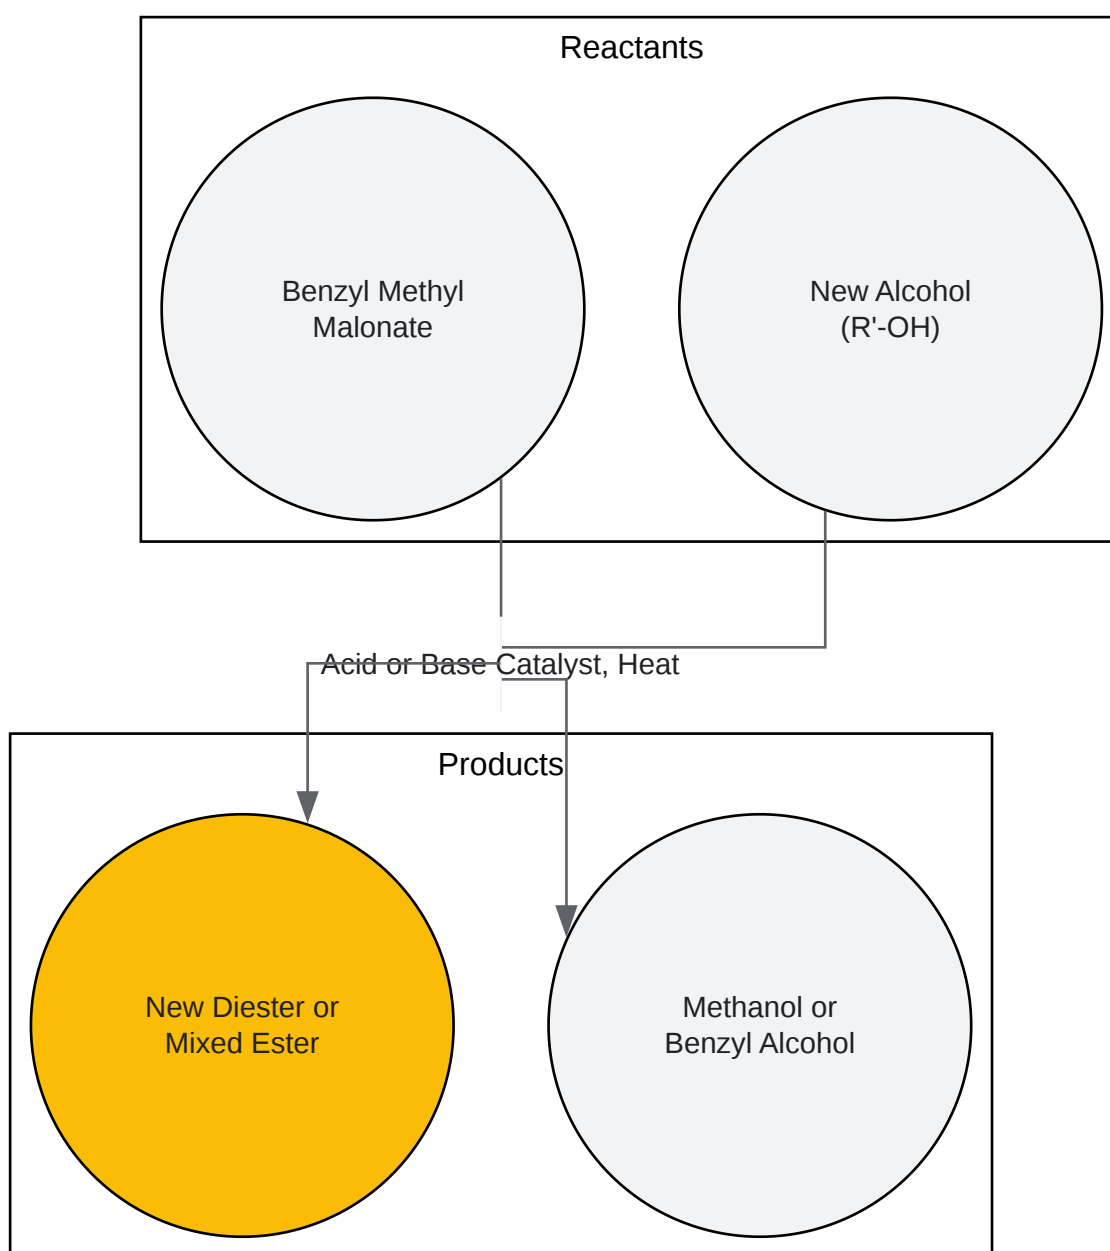 Reactants
Benzyl Methyl
Malonate
New Alcohol
(R'-OH)
Acid or Base Catalyst, Heat
Products
New Diester or
Mixed Ester
Methanol or
Benzyl Alcohol